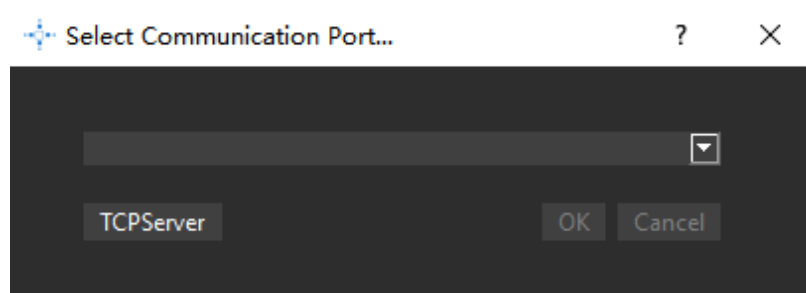 Select Communication Port...
?
TCPServer
OK
Cancel